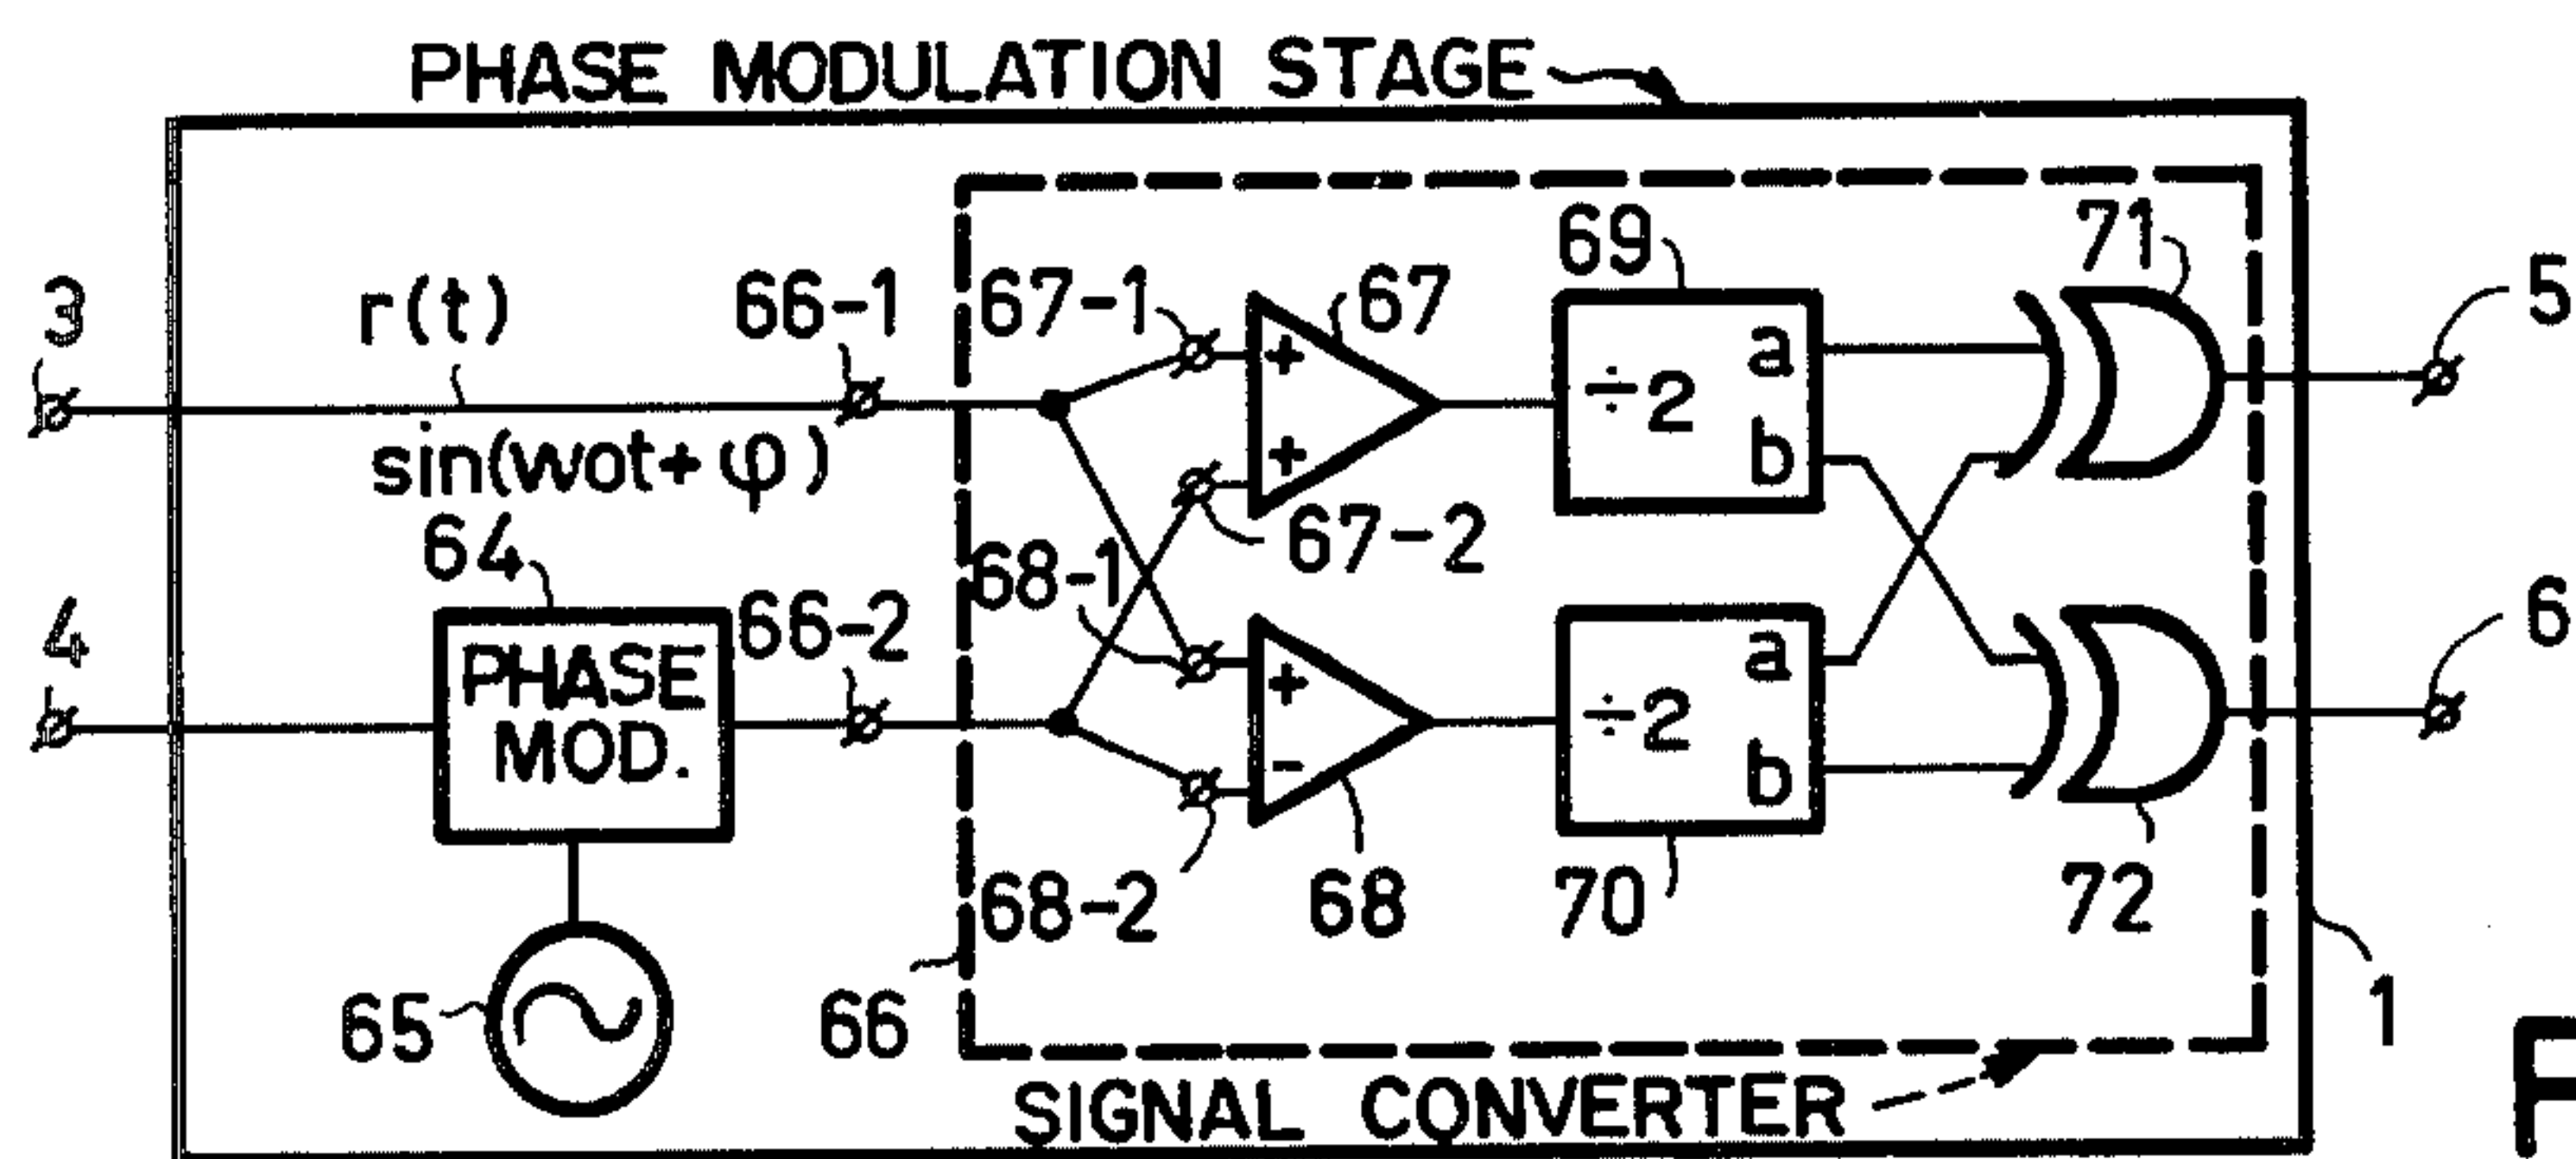 PHASE MODULATION STAGE
3
r(t)
sin(wot+φ)
66-1
67-1
67
+
+
67-2
69
÷2
a
b
71
5
4
64
PHASE
MOD.
65
66-2
68-1
68-2
+
-
68
70
÷2
a
b
72
6
66
1
SIGNAL CONVERTER
F